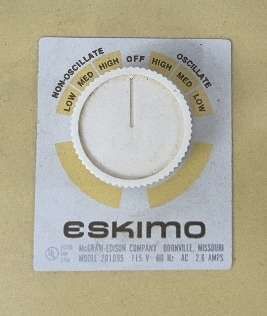 NON-OSCILLATE OSCILLATE
LOW MED HIGH OFF HIGH MED LOW
ESKIMO
McGRAW-EDISON COMPANY BOONVILLE, MISSOURI
MODEL 201095 115 V 60 Hz AC 2.6 AMPS